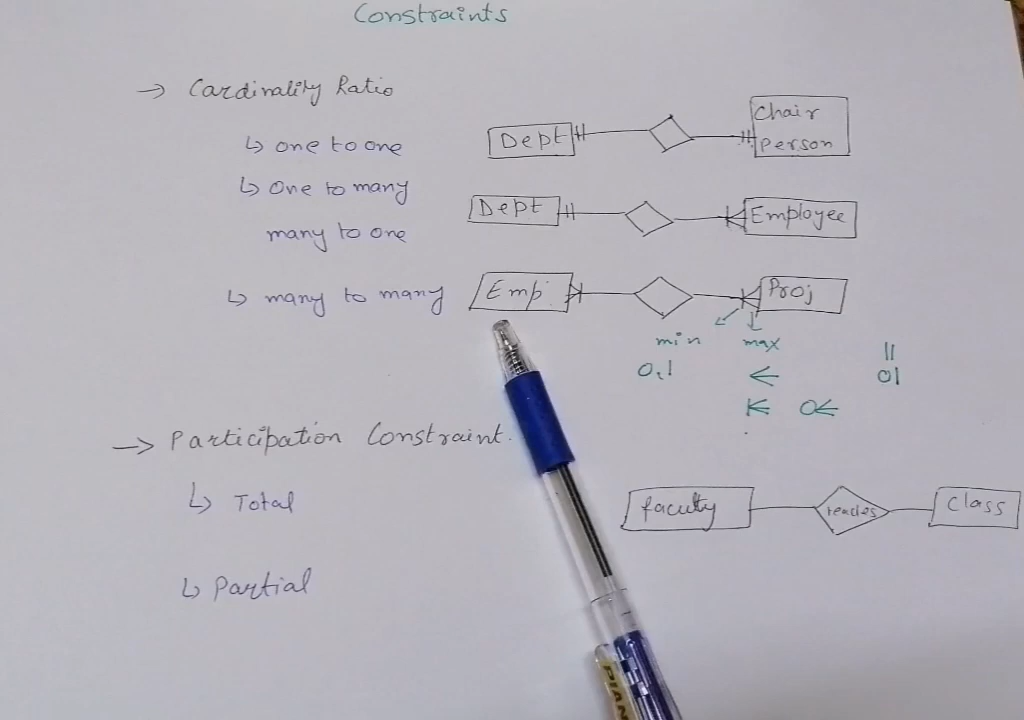 Constraints
→ Cardinality Ratio
↳ one to one
Dept
Chair
Person
↳ One to many
Dept
Employee
many to one
↳ many to many
Emp
Proj
min
max
0,1
01
→ Participation Constraint.
↳ Total
faculty
teaches
Class
↳ Partial
PIAN